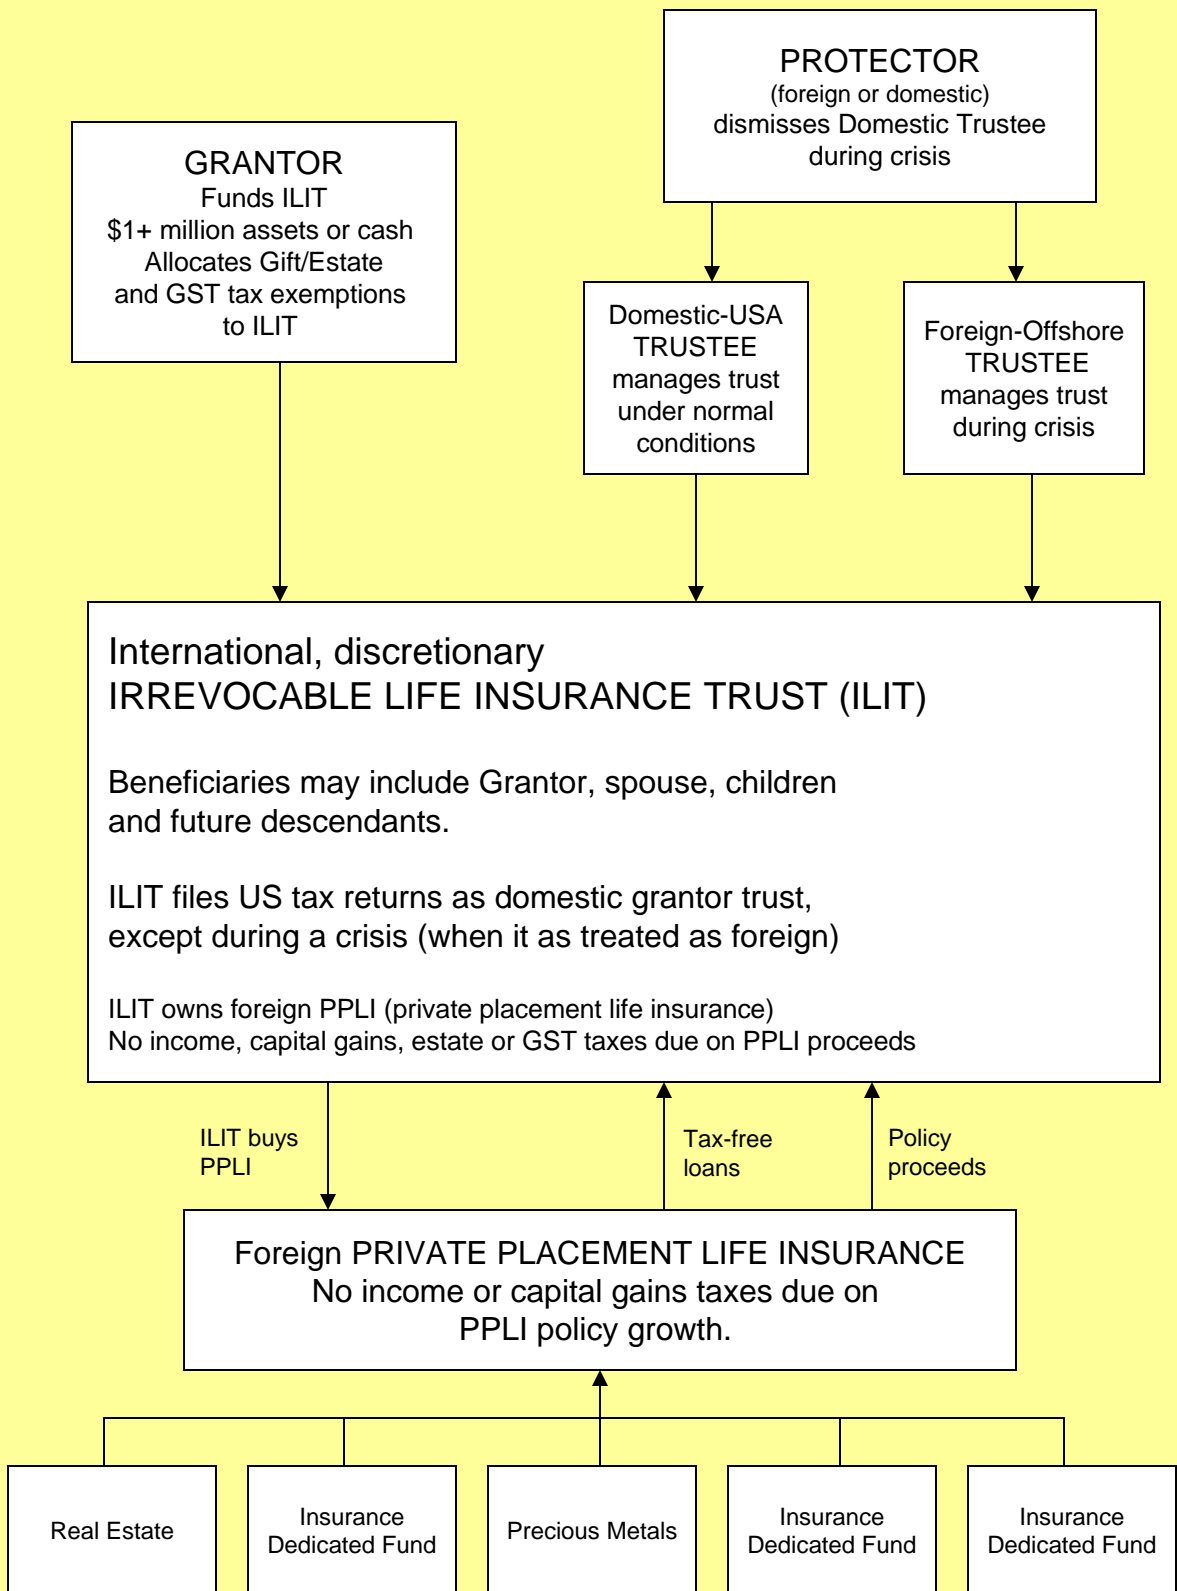 PROTECTOR
(foreign or domestic)
dismisses Domestic Trustee
during crisis
GRANTOR
Funds ILIT
$1+ million assets or cash
Allocates Gift/Estate
and GST tax exemptions
to ILIT
Domestic-USA
TRUSTEE
manages trust
under normal
conditions
Foreign-Offshore
TRUSTEE
manages trust
during crisis
International, discretionary
IRREVOCABLE LIFE INSURANCE TRUST (ILIT)
Beneficiaries may include Grantor, spouse, children
and future descendants.
ILIT files US tax returns as domestic grantor trust,
except during a crisis (when it as treated as foreign)
ILIT owns foreign PPLI (private placement life insurance)
No income, capital gains, estate or GST taxes due on PPLI proceeds
ILIT buys
PPLI
Tax-free
loans
Policy
proceeds
Foreign PRIVATE PLACEMENT LIFE INSURANCE
No income or capital gains taxes due on
PPLI policy growth.
Real Estate
Insurance
Dedicated Fund
Precious Metals
Insurance
Dedicated Fund
Insurance
Dedicated Fund